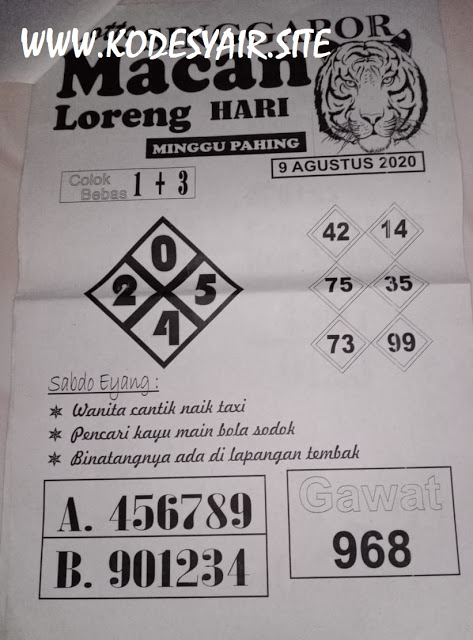 WWW.KODESYAIR.SITE
Macan
Loreng HARI
MINGGU PAHING
9 AGUSTUS 2020
Colok Bebas 1 + 3
0
2 5
4
42 14
75 35
73 99
Sabdo Eyang :
Wanita cantik naik taxi
Pencari kayu main bola sodok
Binatangnya ada di lapangan tembak
A. 456789
B. 901234
Gawat
968